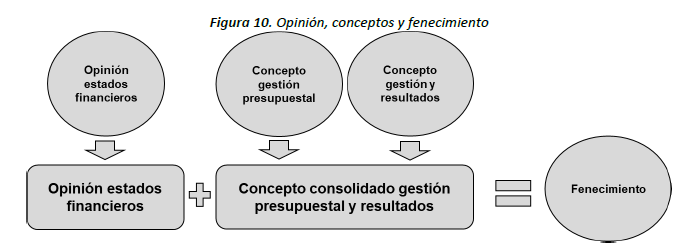 Figura 10. Opinión, conceptos y fenecimiento
Opinión
estados
financieros
Concepto
gestión
presupuestal
Concepto
gestión y
resultados
Opinión estados
financieros
Concepto consolidado gestión
presupuestal y resultados
Fenecimiento